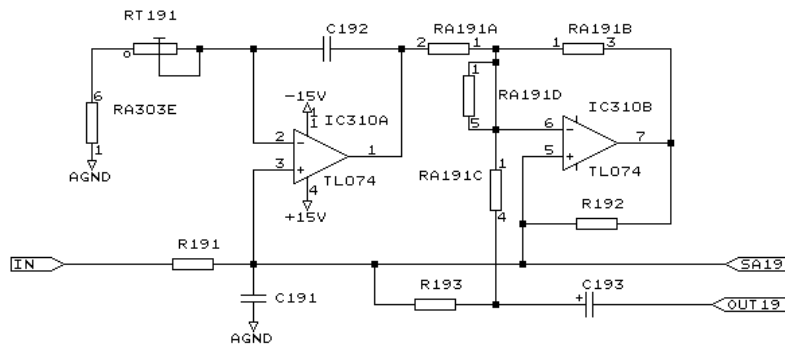 RT191
C192
RA191A
RA191B
2
1
1
3
6
RA303E
-15V
1
1
IC310A
1
RA191D
5
IC310B
2
3
1
6
5
7
1
AGND
4
TL074
+15V
TL074
RA191C
1
4
R192
IN
R191
SA19
C191
R193
+
C193
OUT19
AGND